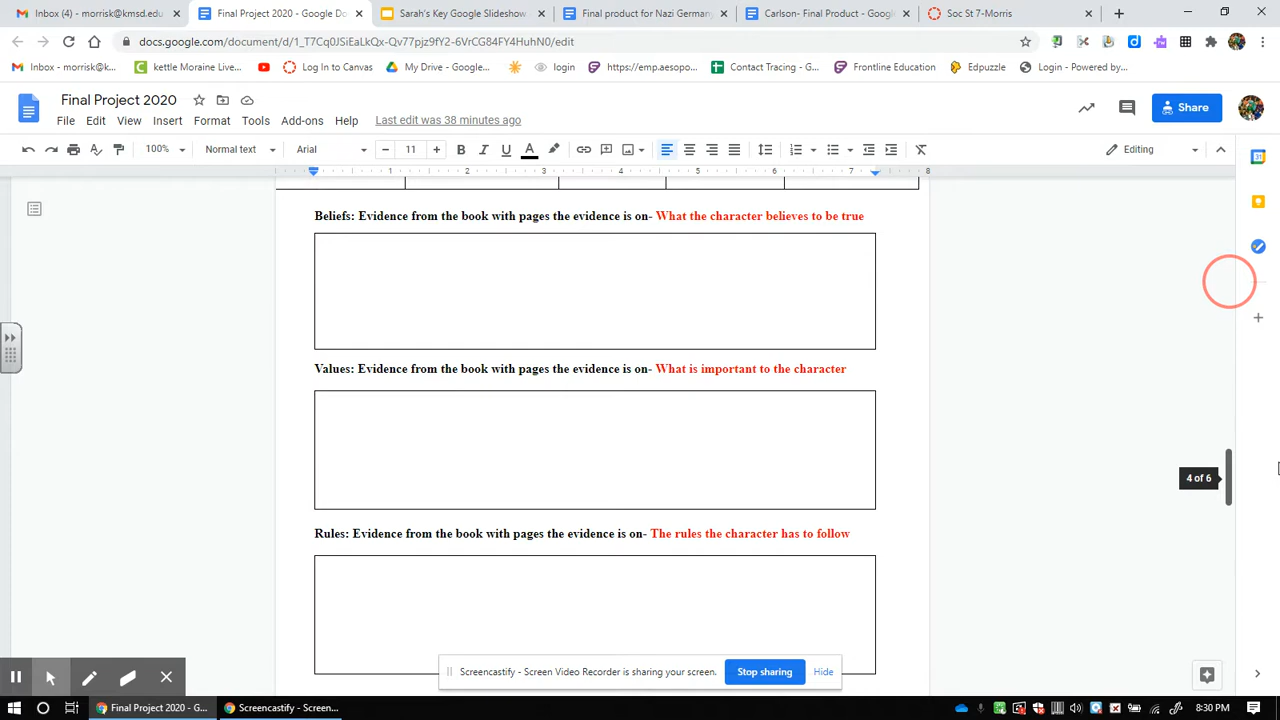 Inbox (4) - morrisk@kmsd.edu
Final Project 2020 - Google Do
Sarah's Key Google Slideshow
Final product for Nazi Germany
Carlson- Final Product - Goog
Soc St 7-Morris
docs.google.com/document/d/1_T7Cq0JSiEaLkQx-Qv77pjz9fY2-6VrCG84FY4HuhN0/edit
Inbox - morrisk@k...
kettle Moraine Live...
Log In to Canvas
My Drive - Google...
login
https://emp.aesopo...
Contact Tracing - G...
Frontline Education
Edpuzzle
Login - Powered by...
Final Project 2020
File Edit View Insert Format Tools Add-ons Help Last edit was 38 minutes ago
Share
100% Normal text Arial 11 Editing
1 2 3 4 5 6 7 8
Beliefs: Evidence from the book with pages the evidence is on- What the character believes to be true
Values: Evidence from the book with pages the evidence is on- What is important to the character
4 of 6
Rules: Evidence from the book with pages the evidence is on- The rules the character has to follow
Screencastify - Screen Video Recorder is sharing your screen. Stop sharing Hide
Final Project 2020 - G...
Screencastify - Screen...
8:30 PM